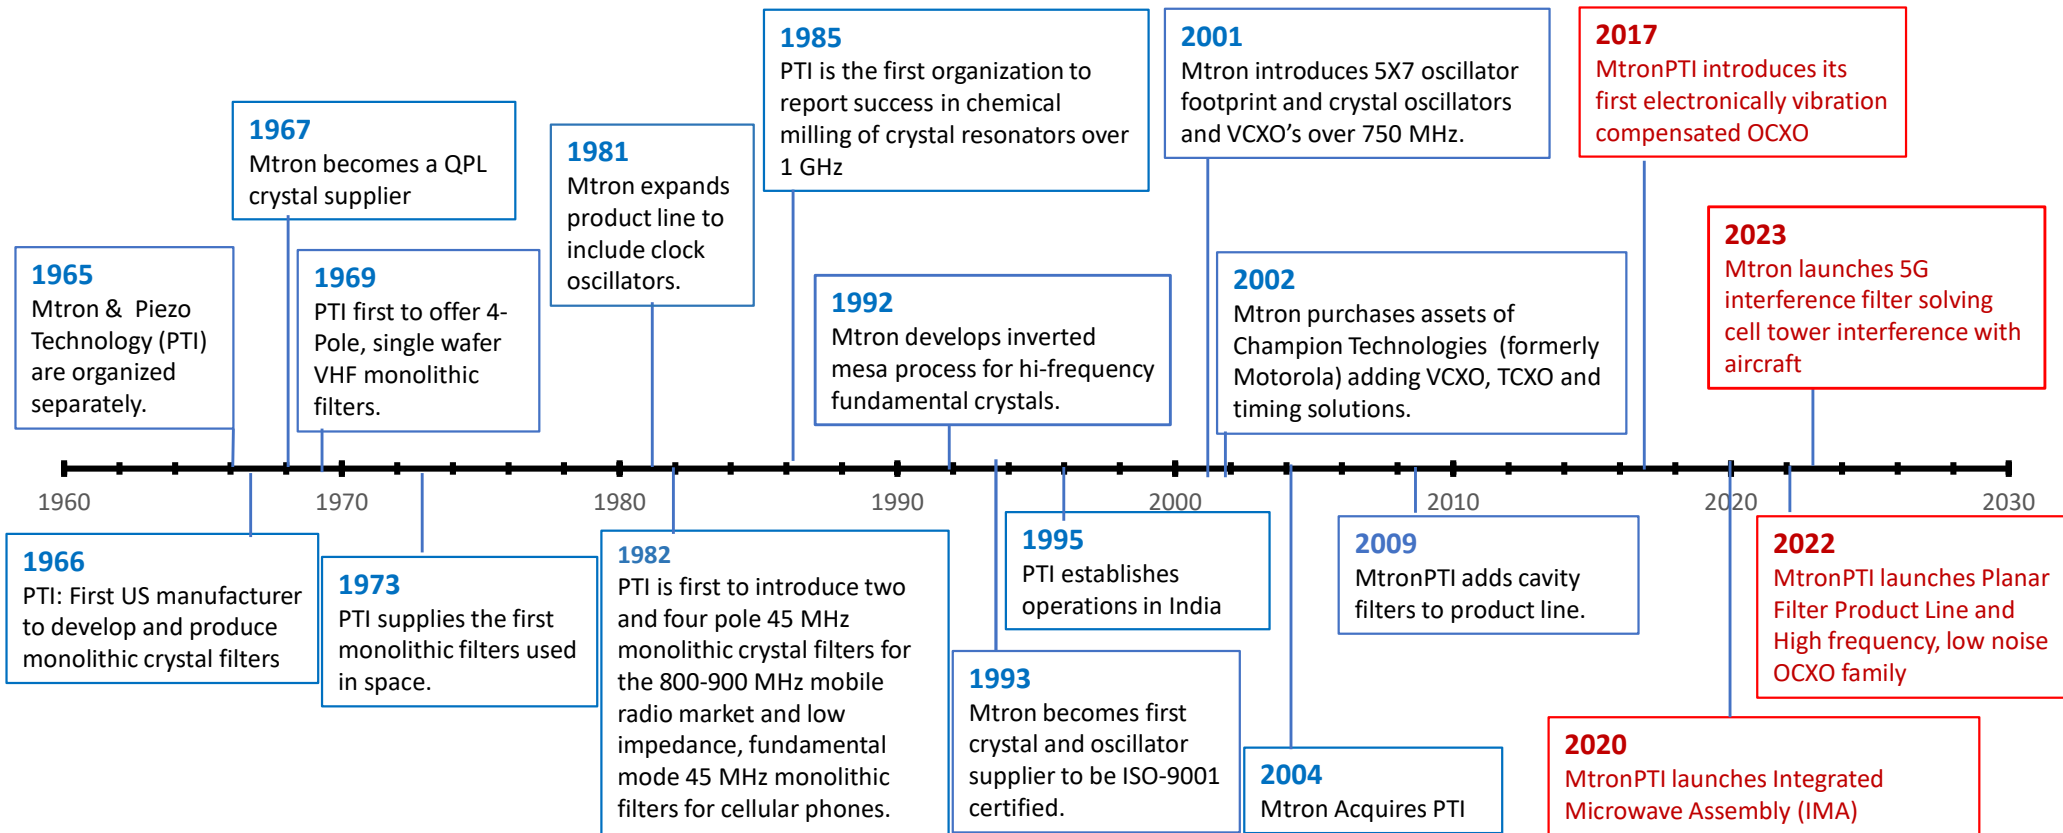 1965
Mtron & Piezo
Technology (PTI)
are organized
separately.
1967
Mtron becomes a QPL
crystal supplier
1969
PTI first to offer 4-
Pole, single wafer
VHF monolithic
filters.
1981
Mtron expands
product line to
include clock
oscillators.
1985
PTI is the first organization to
report success in chemical
milling of crystal resonators over
1 GHz
1992
Mtron develops inverted
mesa process for hi-frequency
fundamental crystals.
2001
Mtron introduces 5X7 oscillator
footprint and crystal oscillators
and VCXO’s over 750 MHz.
2002
Mtron purchases assets of
Champion Technologies (formerly
Motorola) adding VCXO, TCXO and
timing solutions.
2017
MtronPTI introduces its
first electronically vibration
compensated OCXO
2023
Mtron launches 5G
interference filter solving
cell tower interference with
aircraft
1960
1970
1980
1990
2000
2010
2020
2030
1966
PTI: First US manufacturer
to develop and produce
monolithic crystal filters
1973
PTI supplies the first
monolithic filters used
in space.
1982
PTI is first to introduce two
and four pole 45 MHz
monolithic crystal filters for
the 800-900 MHz mobile
radio market and low
impedance, fundamental
mode 45 MHz monolithic
filters for cellular phones.
1993
Mtron becomes first
crystal and oscillator
supplier to be ISO-9001
certified.
1995
PTI establishes
operations in India
2004
Mtron Acquires PTI
2009
MtronPTI adds cavity
filters to product line.
2020
MtronPTI launches Integrated
Microwave Assembly (IMA)
2022
MtronPTI launches Planar
Filter Product Line and
High frequency, low noise
OCXO family